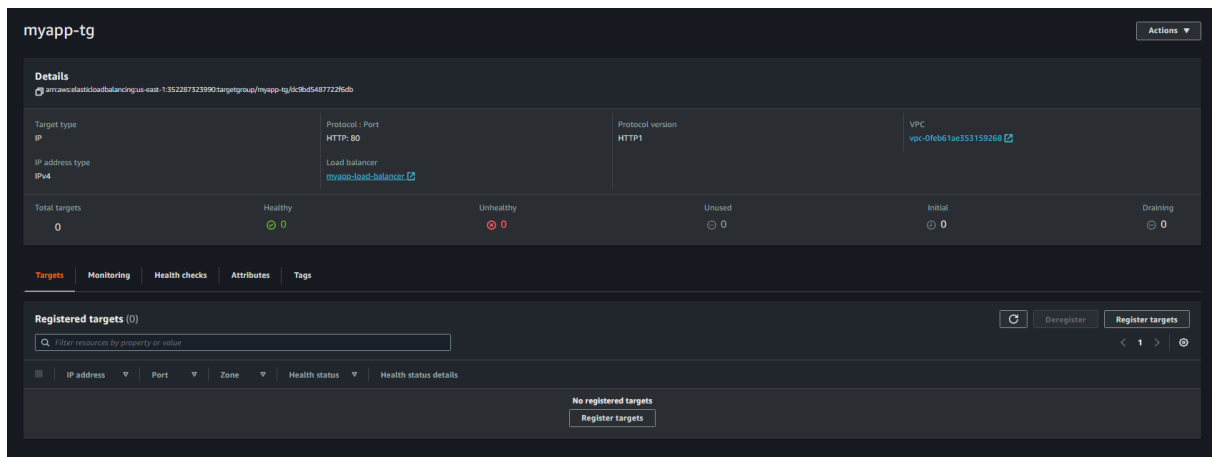 myapp-tg
Actions
Details
arn:aws:elasticloadbalancing:us-east-1:352287323990:targetgroup/myapp-tg/dc9bd5487722f6db
Target type
IP
Protocol : Port
HTTP: 80
Protocol version
HTTP1
VPC
vpc-0feb61ae353159268
IP address type
IPv4
Load balancer
myapp-load-balancer
Total targets
0
Healthy
0
Unhealthy
0
Unused
0
Initial
0
Draining
0
Targets
Monitoring
Health checks
Attributes
Tags
Registered targets (0)
Deregister
Register targets
Filter resources by property or value
1
IP address
Port
Zone
Health status
Health status details
No registered targets
Register targets